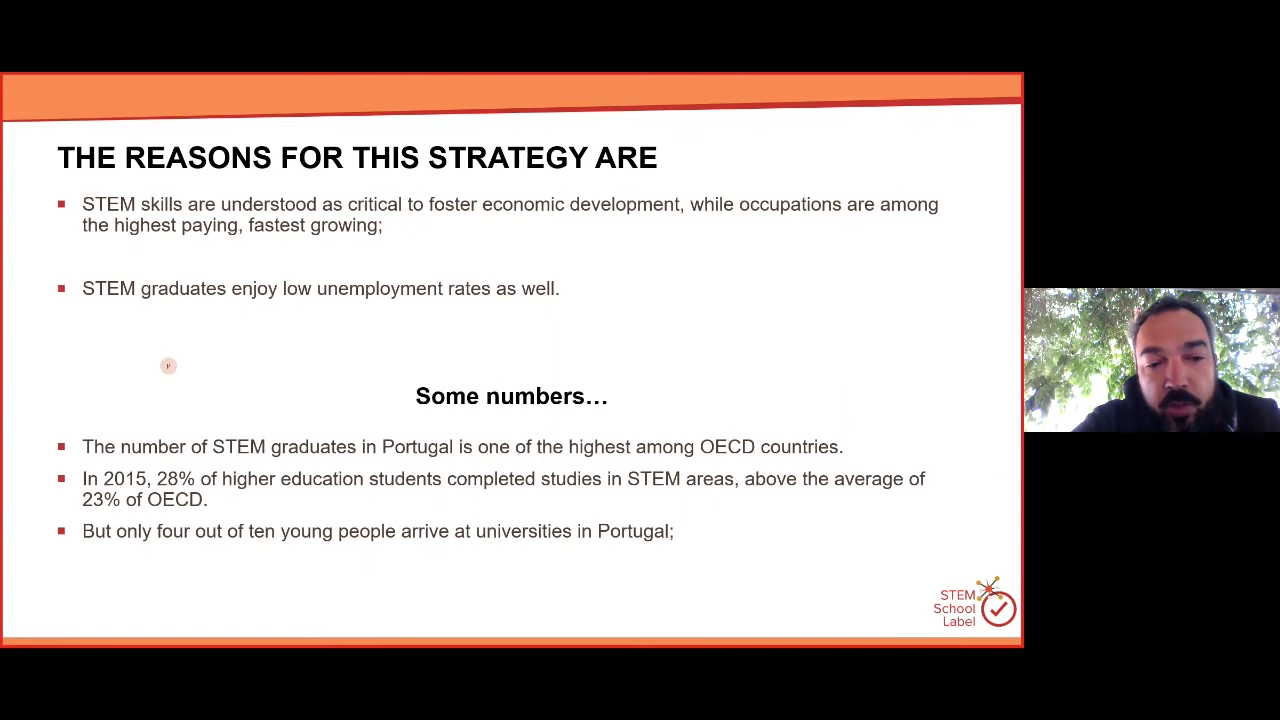 THE REASONS FOR THIS STRATEGY ARE
STEM skills are understood as critical to foster economic development, while occupations are among
the highest paying, fastest growing;
STEM graduates enjoy low unemployment rates as well.
P
Some numbers…
The number of STEM graduates in Portugal is one of the highest among OECD countries.
In 2015, 28% of higher education students completed studies in STEM areas, above the average of
23% of OECD.
But only four out of ten young people arrive at universities in Portugal;
STEM
School
Label